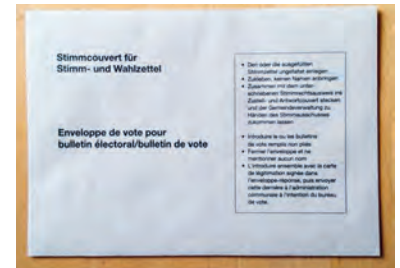 Stimmcouvert für
Stimm- und Wahlzettel
• Den oder die ausgefüllten
Stimmzettel ungefaltet einlegen
• Zukleben, keinen Namen anbringen
• Zusammen mit dem unter-
schriebenen Stimmrechtsausweis ins
Zustell- und Antwortcouvert stecken
und der Gemeindeverwaltung zu
Handen des Stimmausschusses
zukommen lassen
Enveloppe de vote pour
bulletin électoral/bulletin de vote
• Introduire le ou les bulletins
de vote remplis non pliés
• Fermer l'enveloppe et ne
mentionner aucun nom
• L'introduire ensemble avec la carte
de légitimation signée dans
l'enveloppe-réponse, puis envoyer
cette dernière à l'administration
communale à l'intention du bureau
de vote.